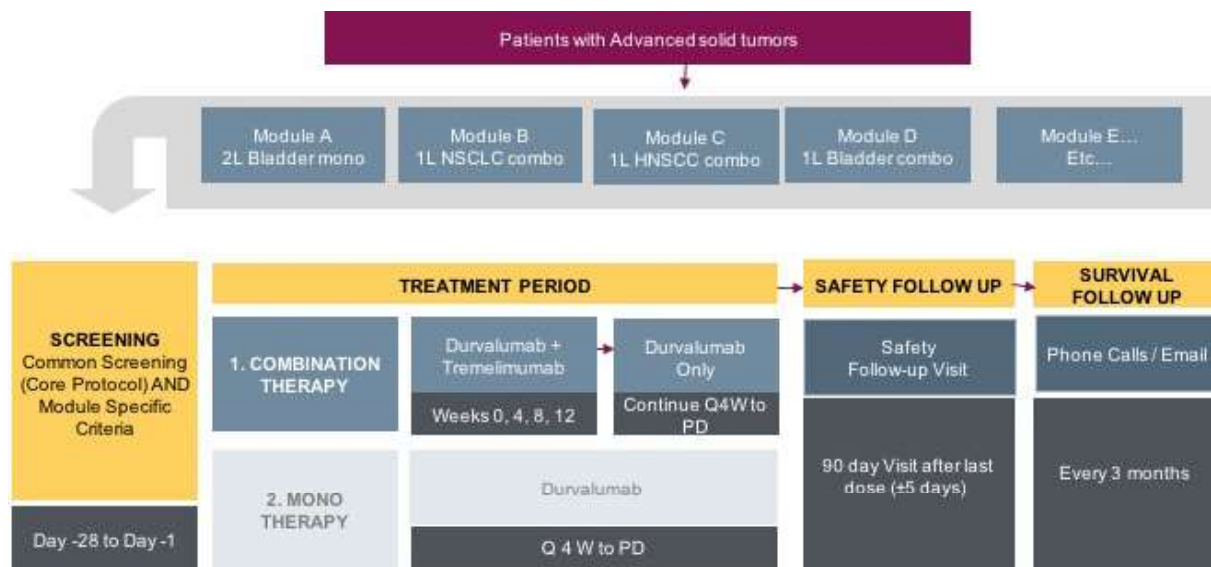 Patients with Advanced solid tumors
Module A
2L Bladder mono
Module B
1L NSCLC combo
Module C
1L HNSCC combo
Module D
1L Bladder combo
Module E...
Etc...
SCREENING
Common Screening
(Core Protocol) AND
Module Specific
Criteria
Day -28 to Day -1
TREATMENT PERIOD
1. COMBINATION
THERAPY
Durvalumab +
Tremelimumab
Weeks 0, 4, 8, 12
Durvalumab
Only
Continue Q4W to
PD
2. MONO
THERAPY
Durvalumab
Q 4 W to PD
SAFETY FOLLOW UP
Safety
Follow-up Visit
90 day Visit after last
dose (±5 days)
SURVIVAL
FOLLOW UP
Phone Calls / Email
Every 3 months